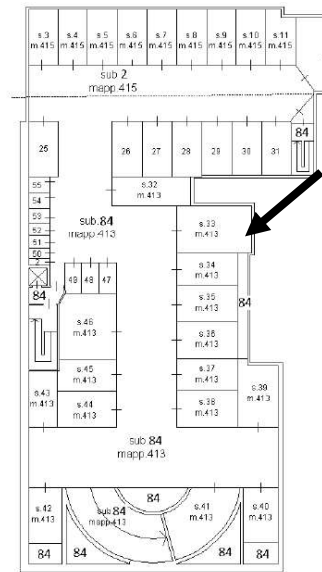 s.3 s.4 s.5 s.6 s.7 s.8 s.9 s.10 s.11
m.415 m.415 m.415 m.415 m.415 m.415 m.415 m.415 m.415
sub 2
mapp.415
84
25 26 27 28 29 30 31
s.32
m.413
55
54
53
52
51
50
2
sub.84
mapp.413
s.33
m.413
s.34
m.413
49 48 47
84
s.35
m.413
84
s.46
m.413
s.36
m.413
s.45
m.413
s.37
m.413
s.43
m.413
s.44
m.413
s.38
m.413
s.39
m.413
sub 84
mapp.413
s.42
m.413
sub 84
mapp.413
84
s.41
m.413
s.40
m.413
84 84 84 84